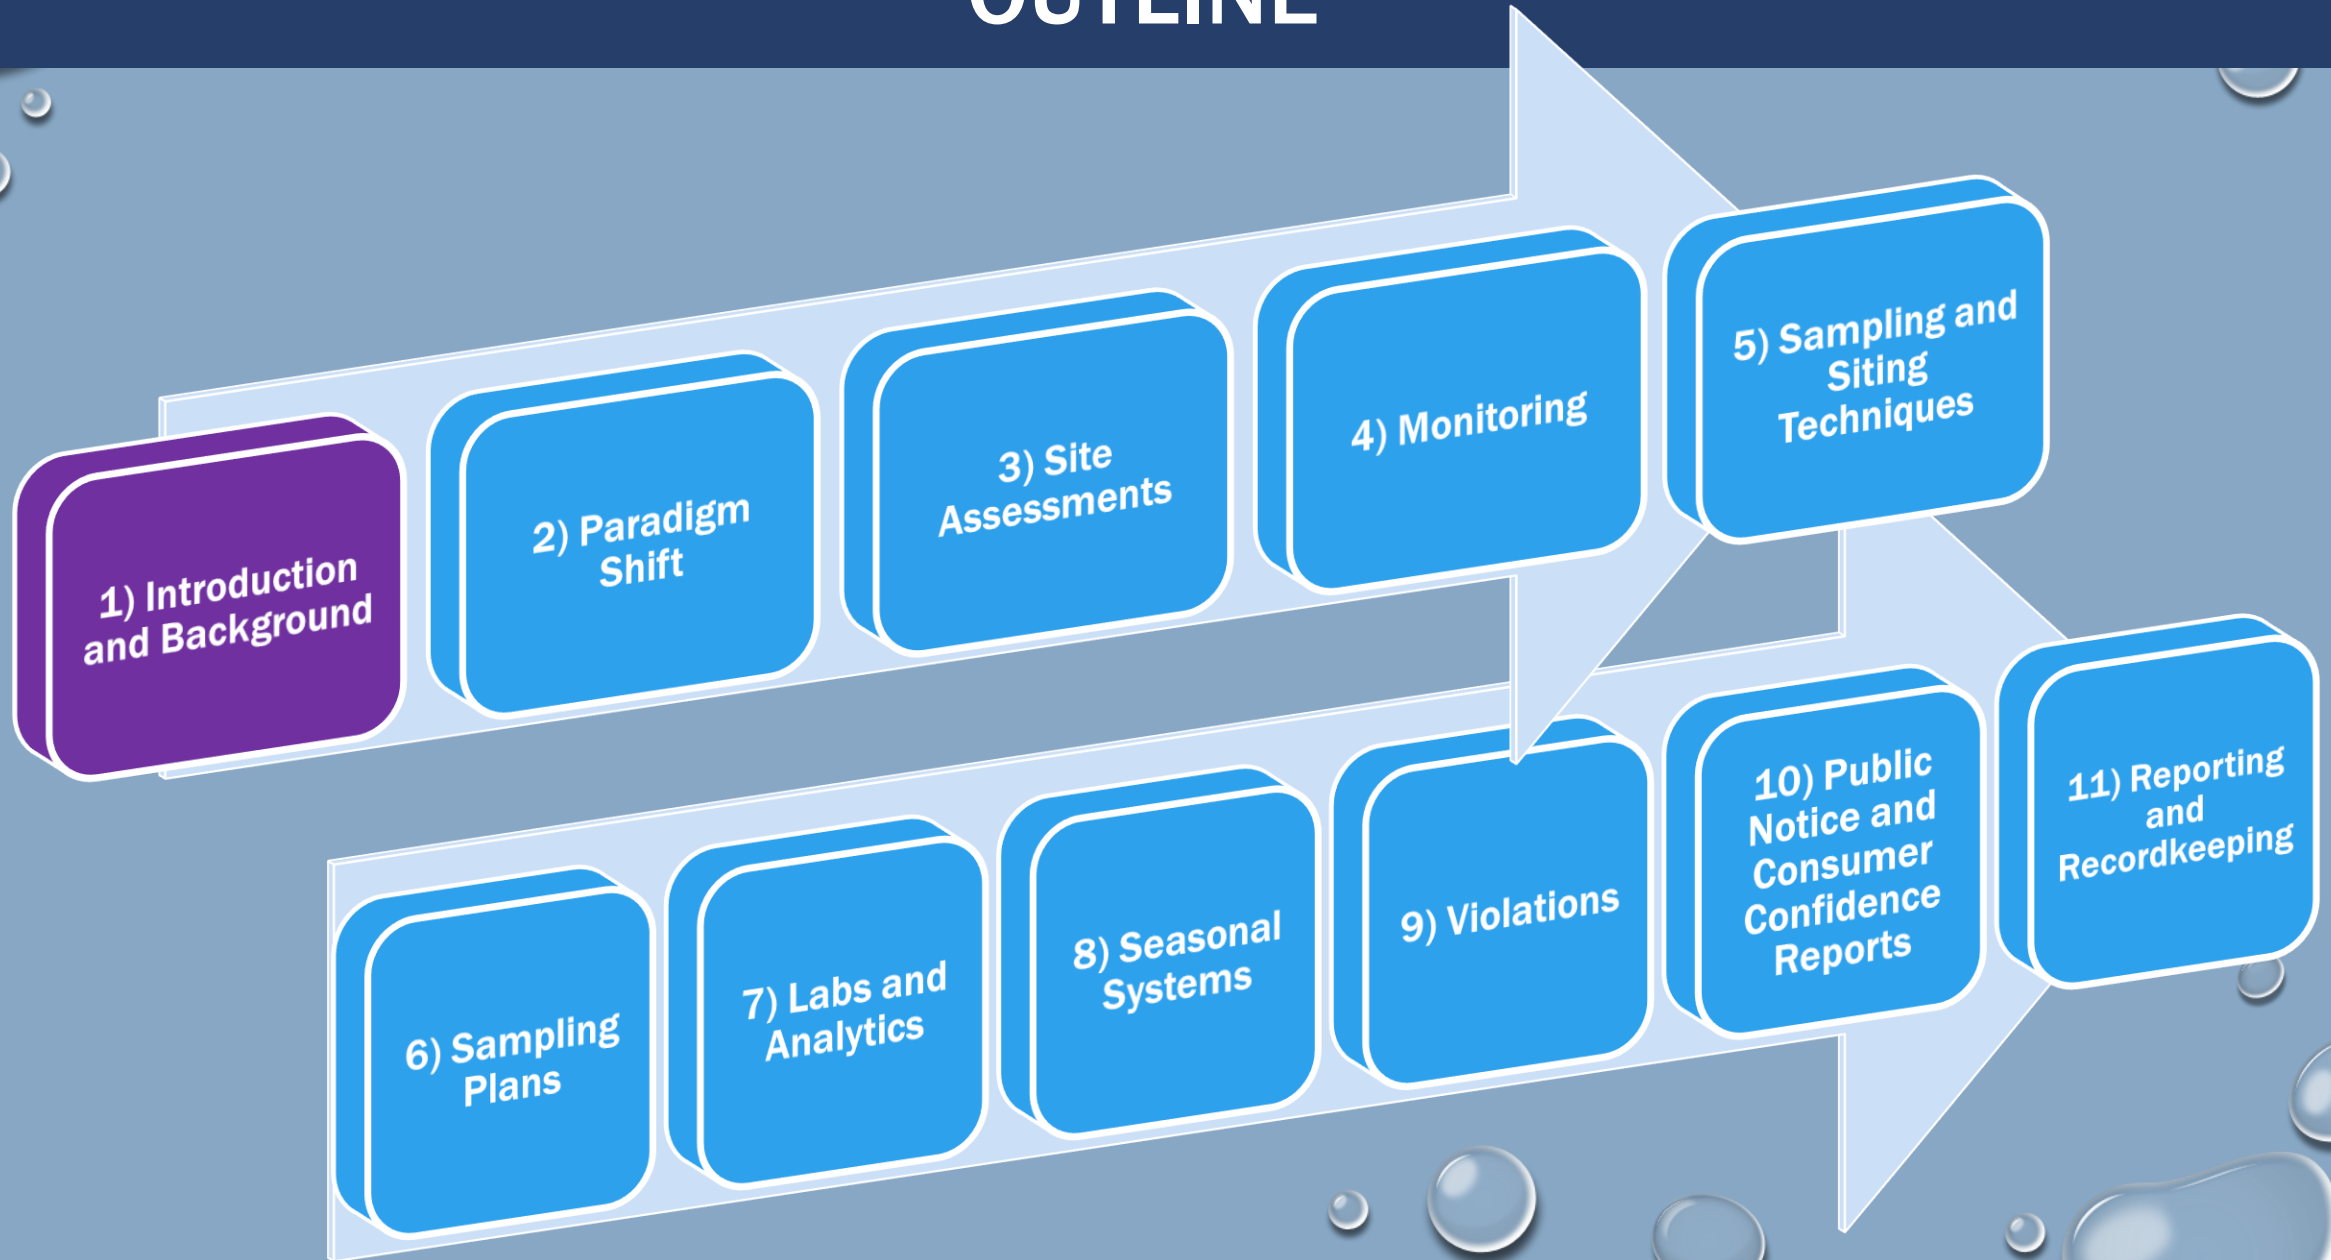 OUTLINE
1) Introduction
and Background
2) Paradigm
Shift
3) Site
Assessments
4) Monitoring
5) Sampling and
Siting
Techniques
6) Sampling
Plans
7) Labs and
Analytics
8) Seasonal
Systems
9) Violations
10) Public
Notice and
Consumer
Confidence
Reports
11) Reporting
and
Recordkeeping